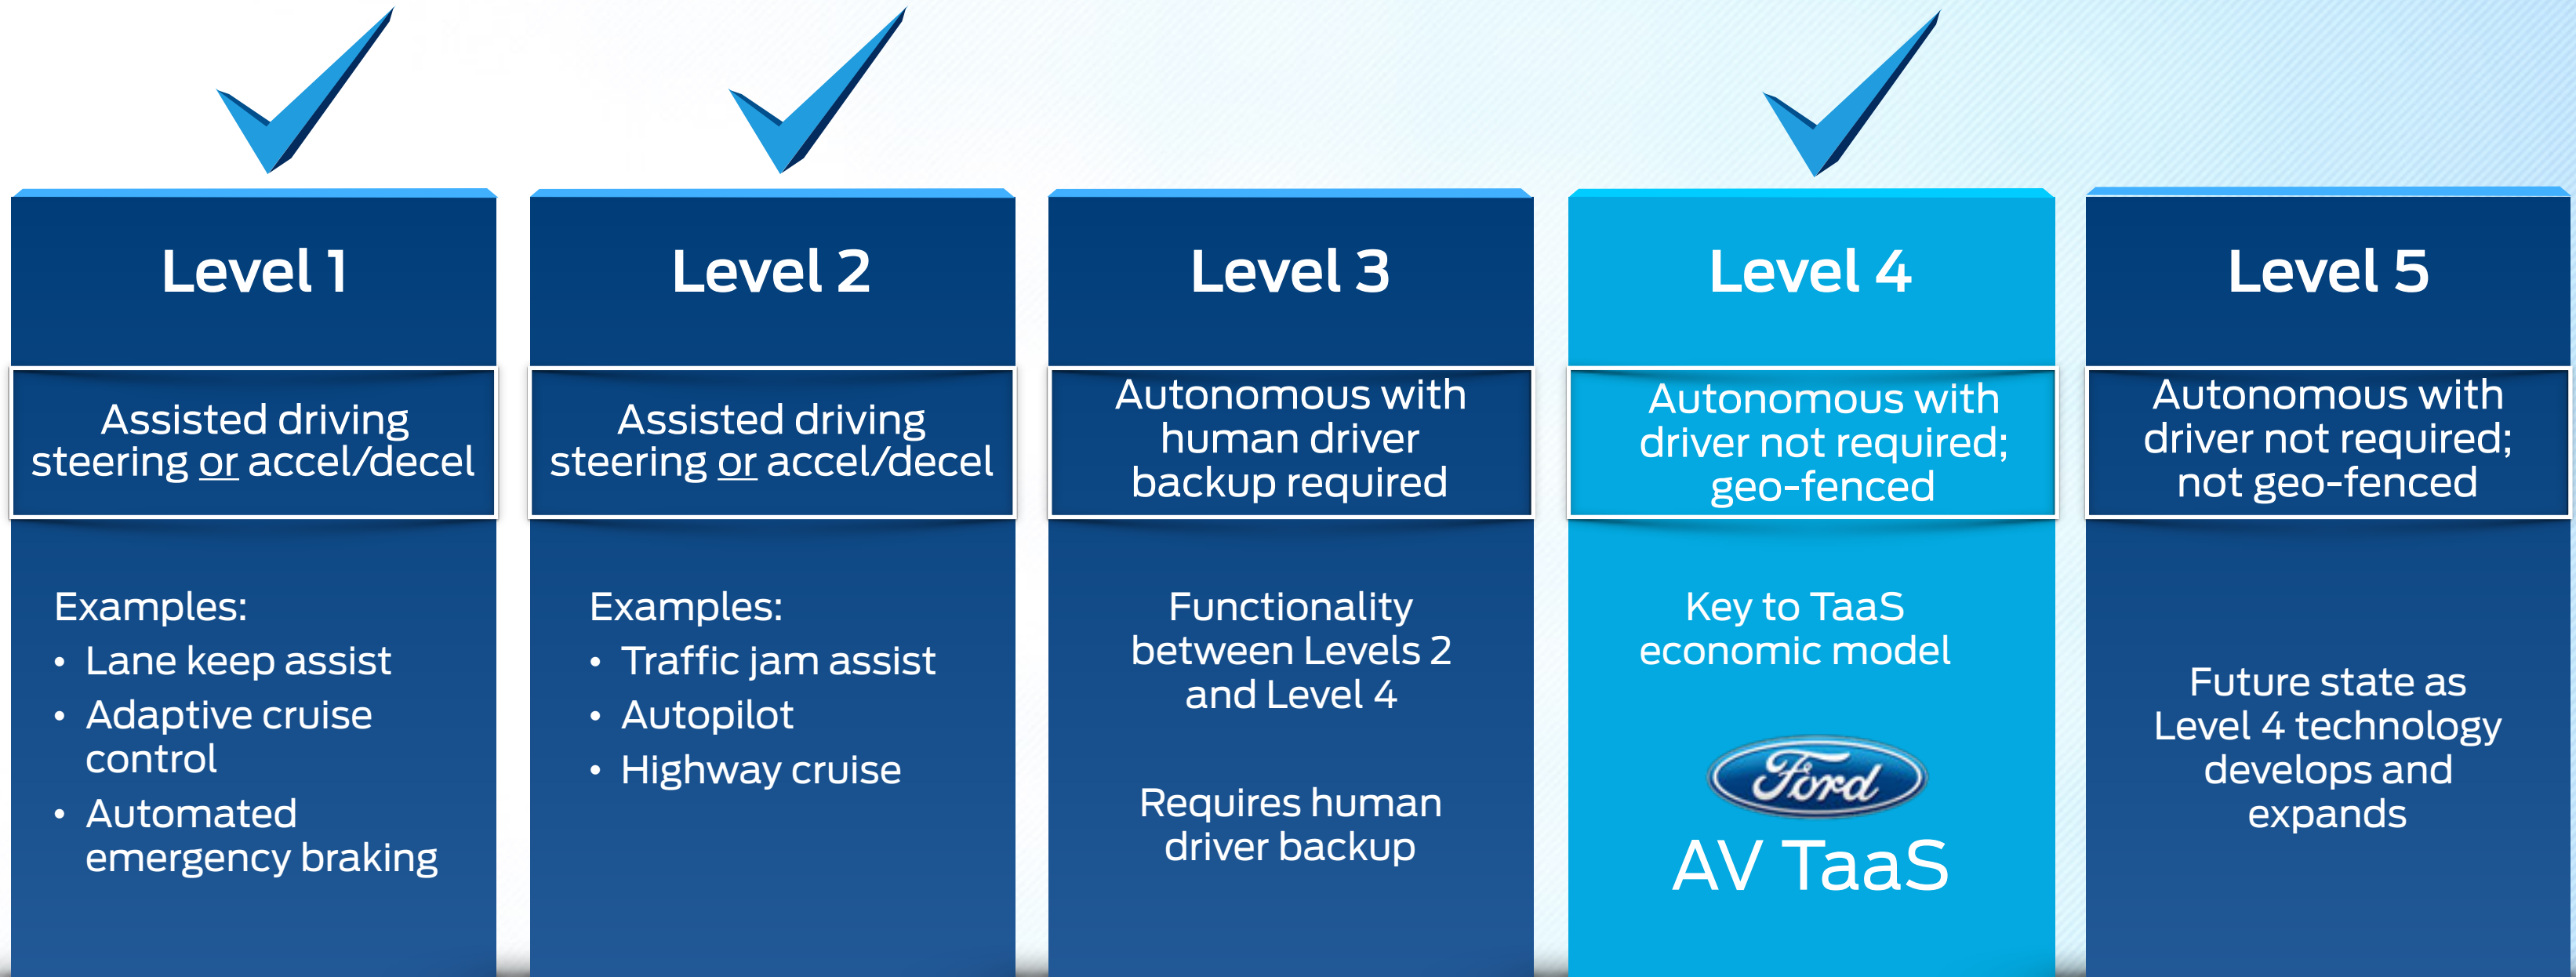 Level 1
Assisted driving
steering or accel/decel
Examples:
• Lane keep assist
• Adaptive cruise
control
• Automated
emergency braking
Level 2
Assisted driving
steering or accel/decel
Examples:
• Traffic jam assist
• Autopilot
• Highway cruise
Level 3
Autonomous with
human driver
backup required
Functionality
between Levels 2
and Level 4
Requires human
driver backup
Level 4
Autonomous with
driver not required;
geo-fenced
Key to TaaS
economic model
Ford
AV TaaS
Level 5
Autonomous with
driver not required;
not geo-fenced
Future state as
Level 4 technology
develops and
expands